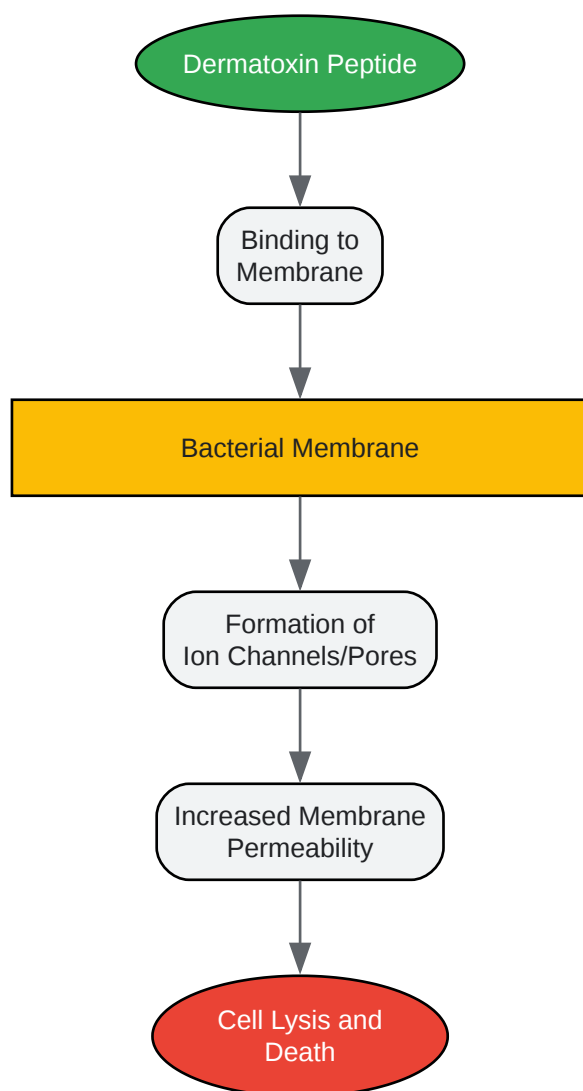 Dermatoxin Peptide
Binding to
Membrane
Bacterial Membrane
Formation of
Ion Channels/Pores
Increased Membrane
Permeability
Cell Lysis and
Death